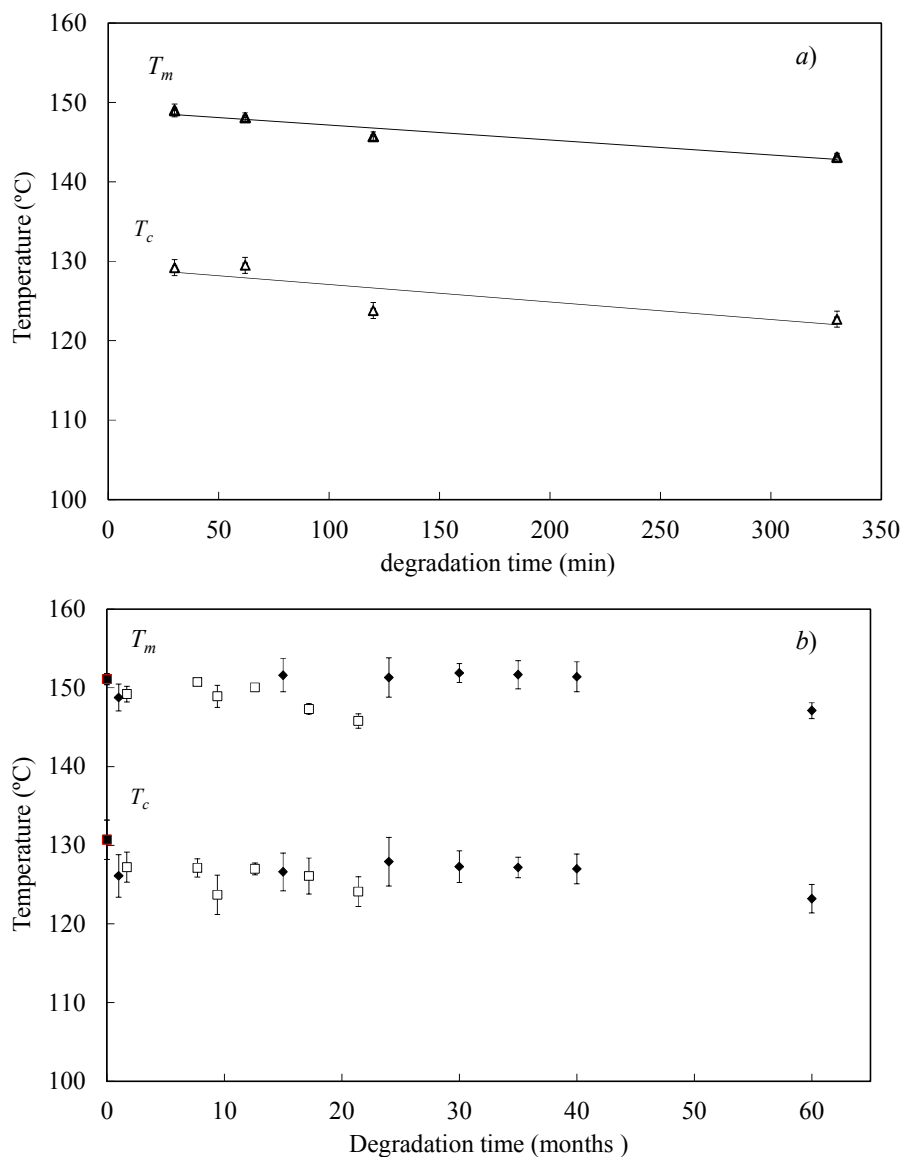 160
a)
T_m
150
140
T_c
130
120
110
100
0 50 100 150 200 250 300 350
degradation time (min)
Temperature (ºC)
160
T_m
b)
150
140
T_c
130
120
110
100
0 10 20 30 40 50 60
Degradation time (months )
Temperature (ºC)